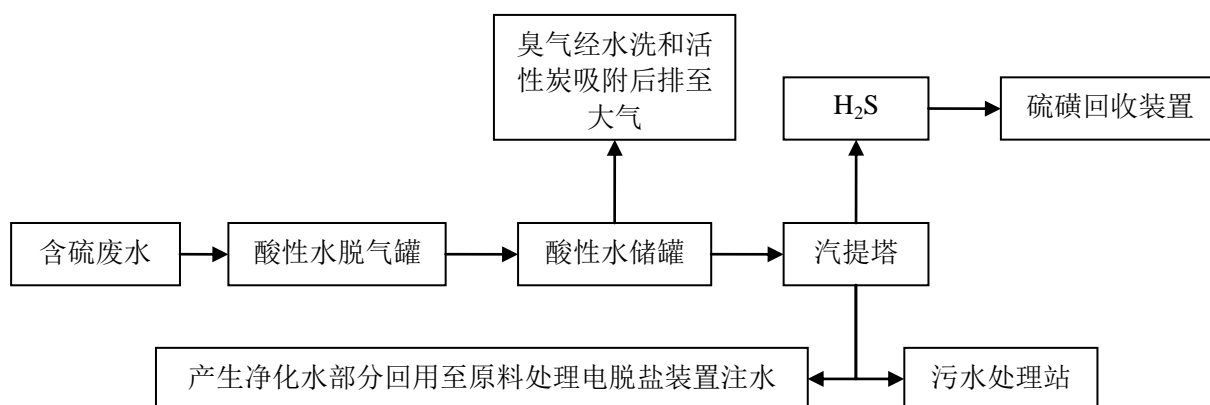 臭气经水洗和活
性炭吸附后排至
大气
H₂S
硫磺回收装置
含硫废水
酸性水脱气罐
酸性水储罐
汽提塔
产生净化水部分回用至原料处理电脱盐装置注水
污水处理站